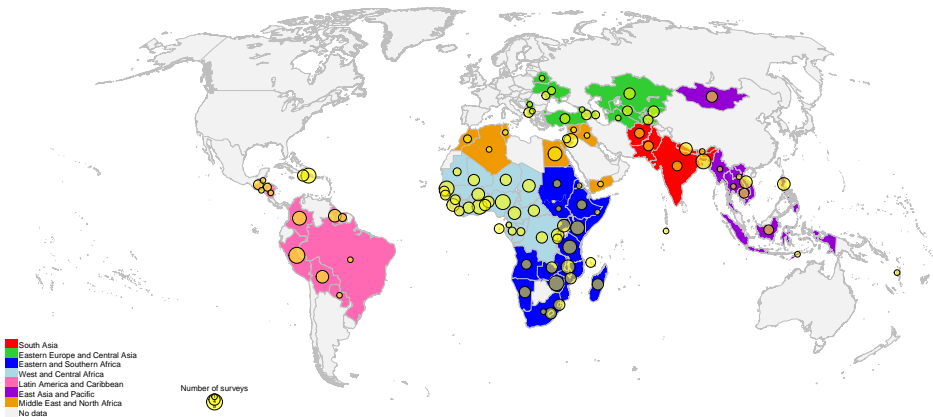 South Asia
Eastern Europe and Central Asia
Eastern and Southern Africa
West and Central Africa
Latin America and Caribbean
East Asia and Pacific
Middle East and North Africa
No data
Number of surveys